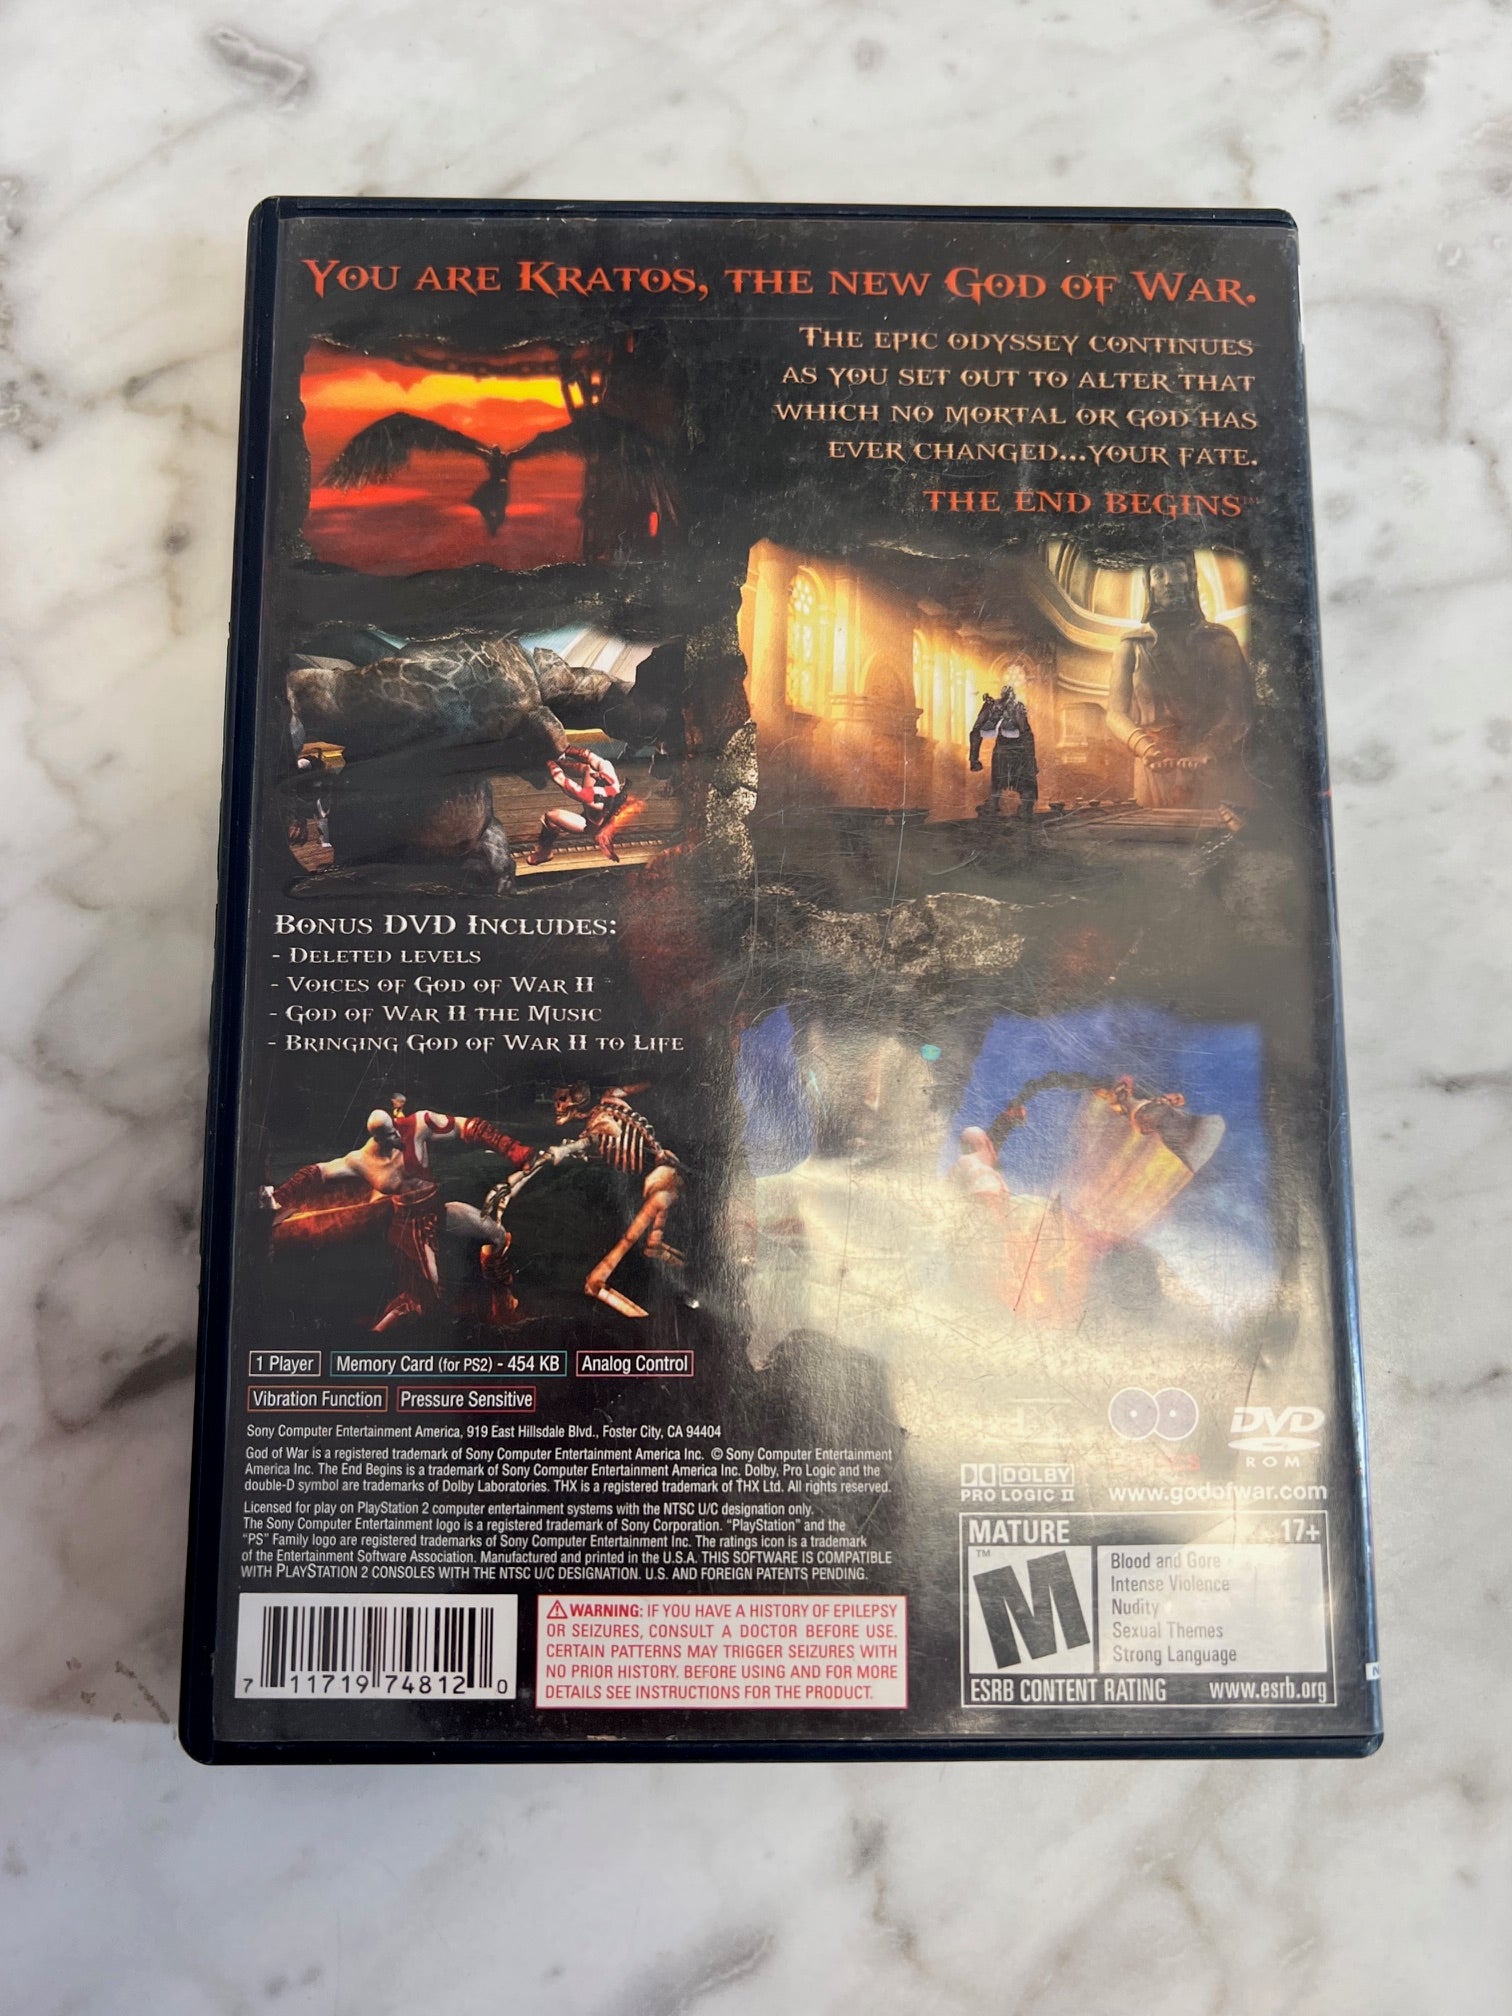 You are Kratos, the new God of War.
The epic odyssey continues
as you set out to alter that
which no mortal or god has
ever changed...your fate.
The End Begins™
Bonus DVD Includes:
- Deleted levels
- Voices of God of War II
- God of War II the Music
- Bringing God of War II to Life
1 Player
Memory Card (for PS2) - 454 KB
Analog Control
Vibration Function
Pressure Sensitive
Sony Computer Entertainment America, 919 East Hillsdale Blvd., Foster City, CA 94404
God of War is a registered trademark of Sony Computer Entertainment America Inc. © Sony Computer Entertainment
America Inc. The End Begins is a trademark of Sony Computer Entertainment America Inc. Dolby, Pro Logic and the
double-D symbol are trademarks of Dolby Laboratories. THX is a registered trademark of THX Ltd. All rights reserved.
Licensed for play on PlayStation 2 computer entertainment systems with the NTSC U/C designation only.
The Sony Computer Entertainment logo is a registered trademark of Sony Corporation. "PlayStation" and the
"PS" Family logo are registered trademarks of Sony Computer Entertainment Inc. The ratings icon is a trademark
of the Entertainment Software Association. Manufactured and printed in the U.S.A. THIS SOFTWARE IS COMPATIBLE
WITH PLAYSTATION 2 CONSOLES WITH THE NTSC U/C DESIGNATION. U.S. AND FOREIGN PATENTS PENDING.
7 11719 74812 0
WARNING: IF YOU HAVE A HISTORY OF EPILEPSY
OR SEIZURES, CONSULT A DOCTOR BEFORE USE.
CERTAIN PATTERNS MAY TRIGGER SEIZURES WITH
NO PRIOR HISTORY. BEFORE USING AND FOR MORE
DETAILS SEE INSTRUCTIONS FOR THE PRODUCT.
DVD
ROM
DOLBY
PRO LOGIC II
www.godofwar.com
MATURE 17+
M
TM
Blood and Gore
Intense Violence
Nudity
Sexual Themes
Strong Language
ESRB CONTENT RATING www.esrb.org